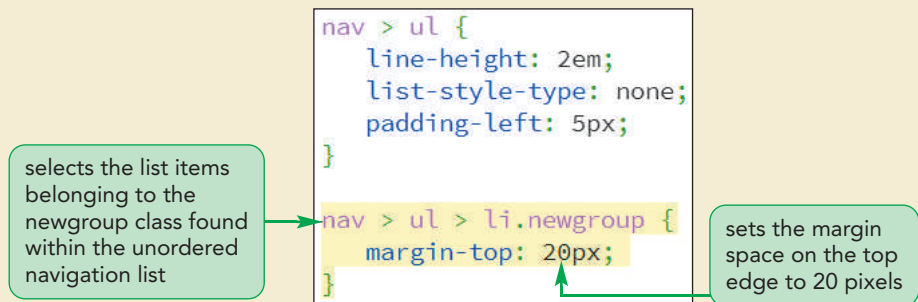 nav > ul {
line-height: 2em;
list-style-type: none;
padding-left: 5px;
}
selects the list items
belonging to the
newgroup class found
within the unordered
navigation list
nav > ul > li.newgroup {
margin-top: 20px;
}
sets the margin
space on the top
edge to 20 pixels